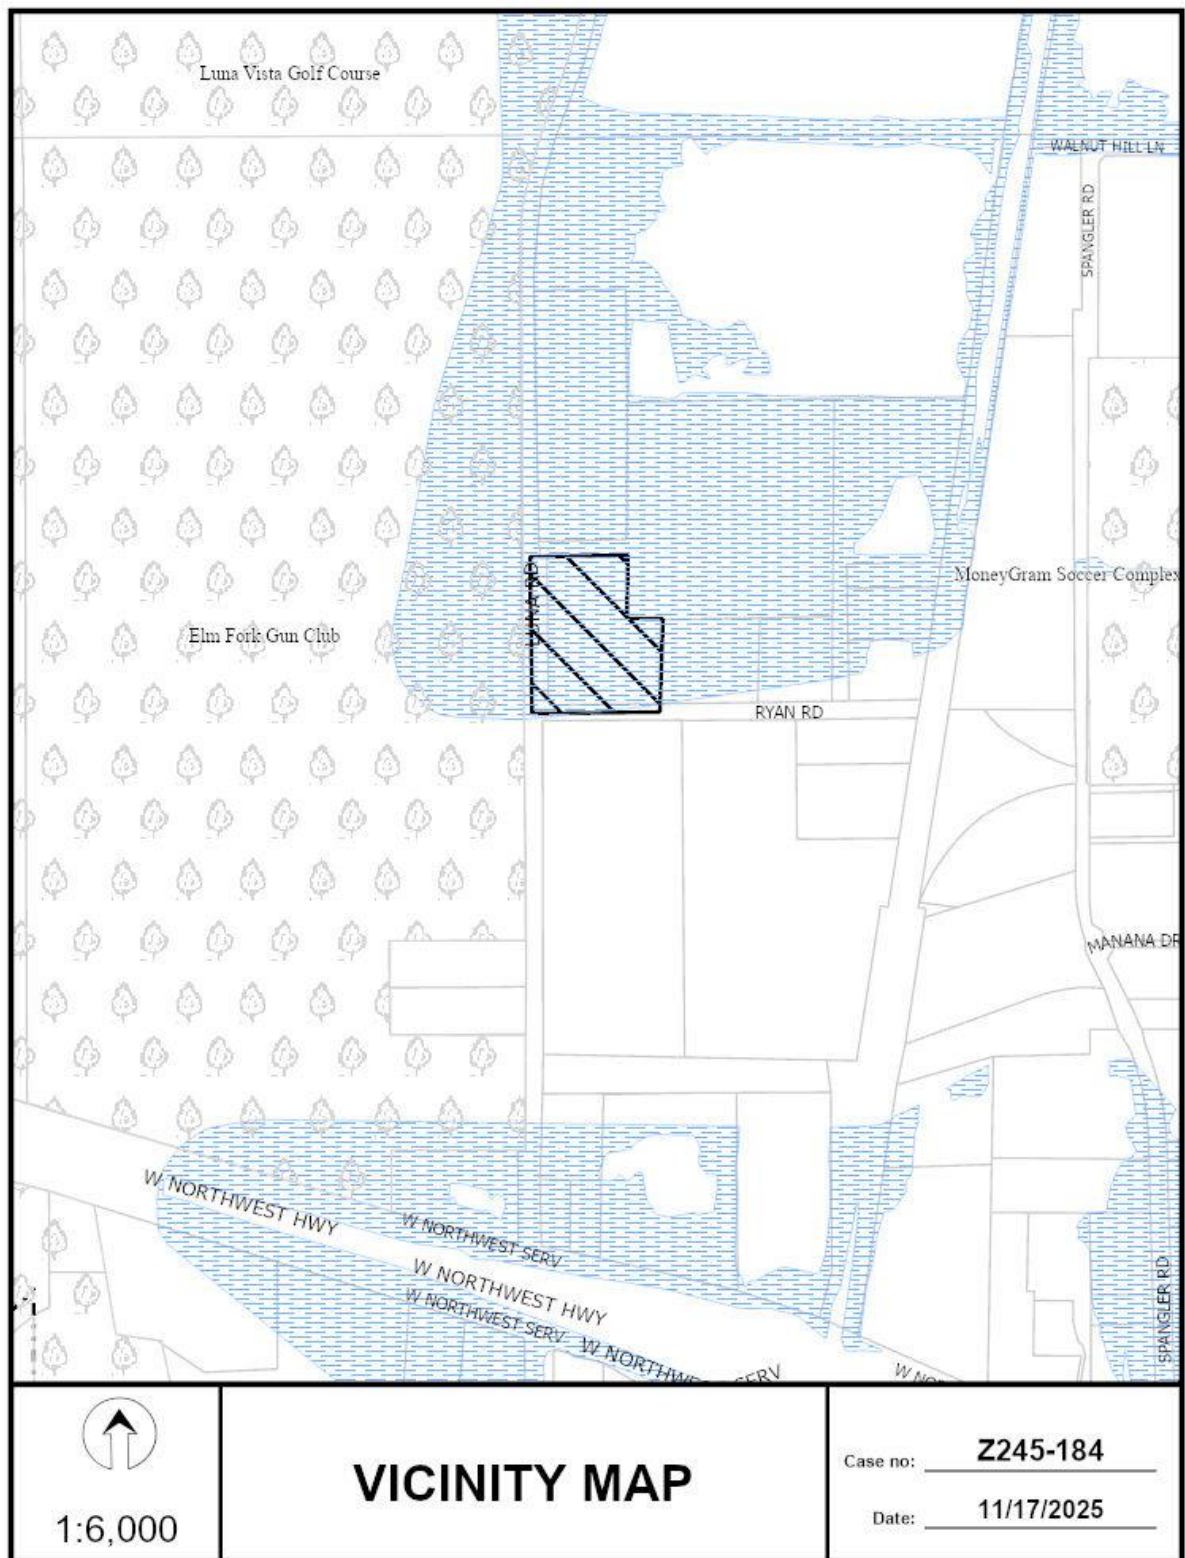 Luna Vista Golf Course
WALNUT HILL LN
SPANGLER RD
MoneyGram Soccer Complex
Elm Fork Gun Club
RYAN RD
MANANA DR
W NORTHWEST HWY
W NORTHWEST SERV
W NORTHWEST HWY
W NORTHWEST SERV
SPANGLER RD
1:6,000
VICINITY MAP
Case no: Z245-184
Date: 11/17/2025